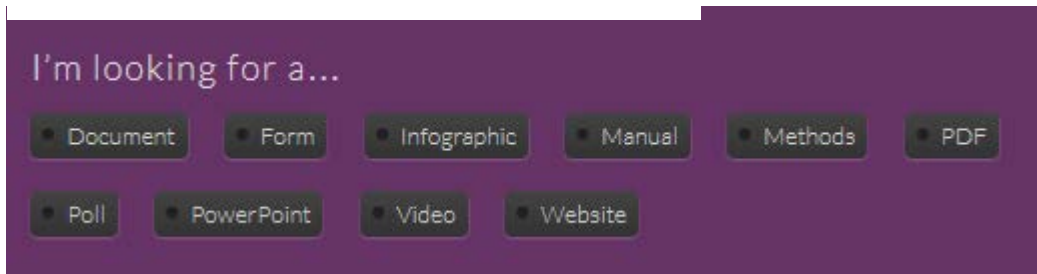 I'm looking for a...
Document Form Infographic Manual Methods PDF
Poll PowerPoint Video Website